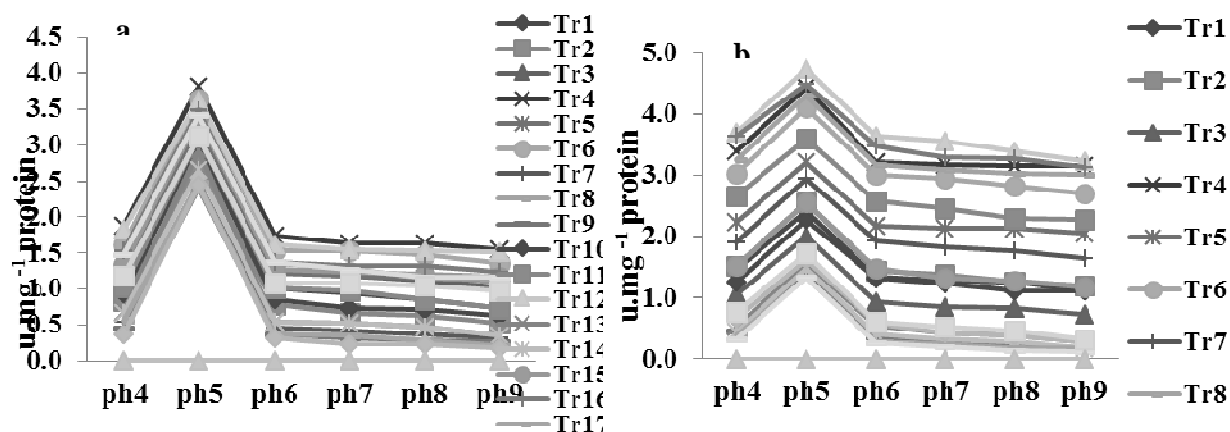 a
4.5
4.0
3.5
3.0
2.5
2.0
1.5
1.0
0.5
0.0
u.mg -1 protein
ph4 ph5 ph6 ph7 ph8 ph9
Tr1
Tr2
Tr3
Tr4
Tr5
Tr6
Tr7
Tr8
Tr9
Tr10
Tr11
Tr12
Tr13
Tr14
Tr15
Tr16
Tr17
b
5.0
4.0
3.0
2.0
1.0
0.0
u.mg -1 protein
ph4 ph5 ph6 ph7 ph8 ph9
Tr1
Tr2
Tr3
Tr4
Tr5
Tr6
Tr7
Tr8